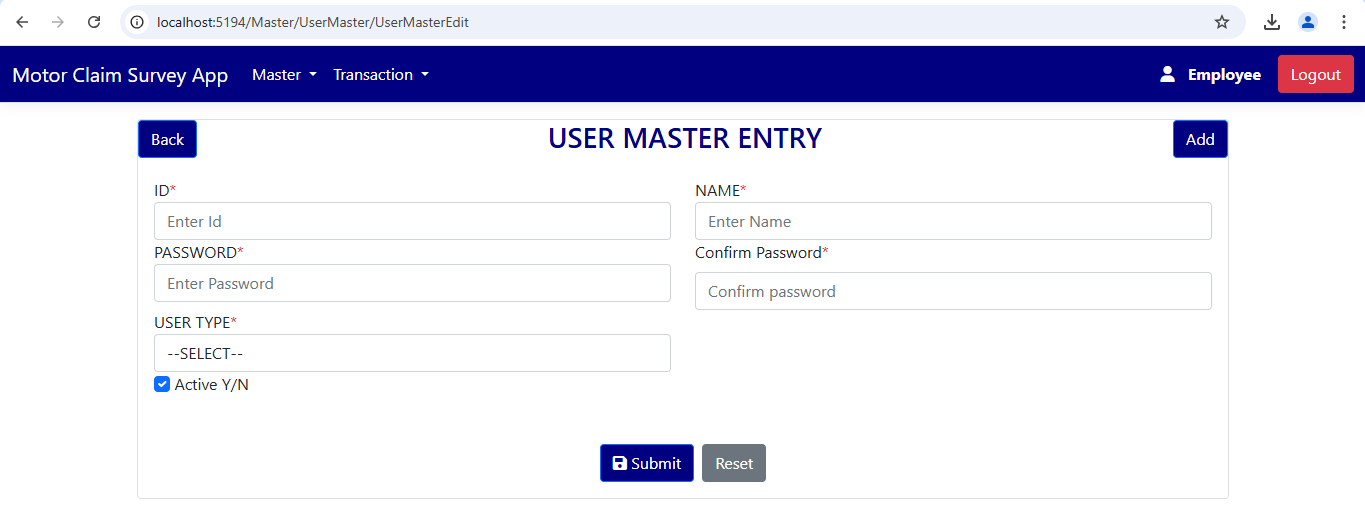 localhost:5194/Master/UserMaster/UserMasterEdit
Motor Claim Survey App Master Transaction Employee Logout
Back USER MASTER ENTRY Add
ID* NAME*
Enter Id Enter Name
PASSWORD* Confirm Password*
Enter Password Confirm password
USER TYPE*
--SELECT--
Active Y/N
Submit Reset